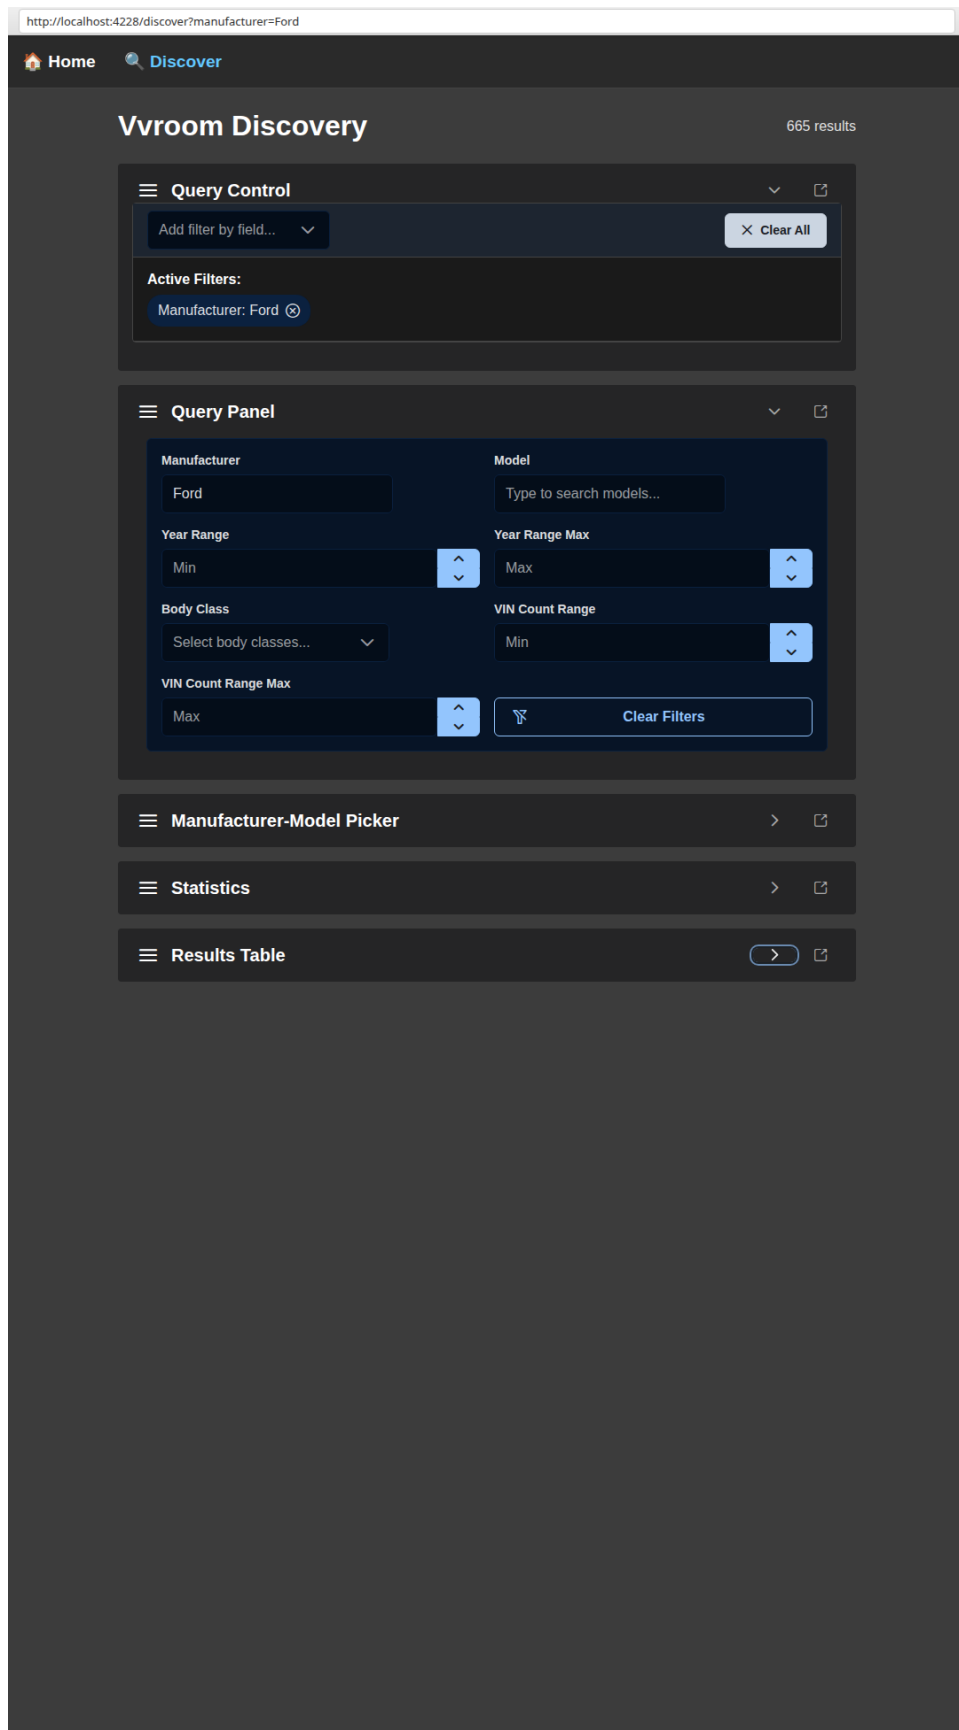 http://localhost:4228/discover?manufacturer=Ford
🏠 Home 🔍 Discover
Vvroom Discovery 665 results
Query Control
Add filter by field... Clear All
Active Filters:
Manufacturer: Ford
Query Panel
Manufacturer Model
Ford Type to search models...
Year Range Year Range Max
Min Max
Body Class VIN Count Range
Select body classes... Min
VIN Count Range Max
Max Clear Filters
Manufacturer-Model Picker
Statistics
Results Table